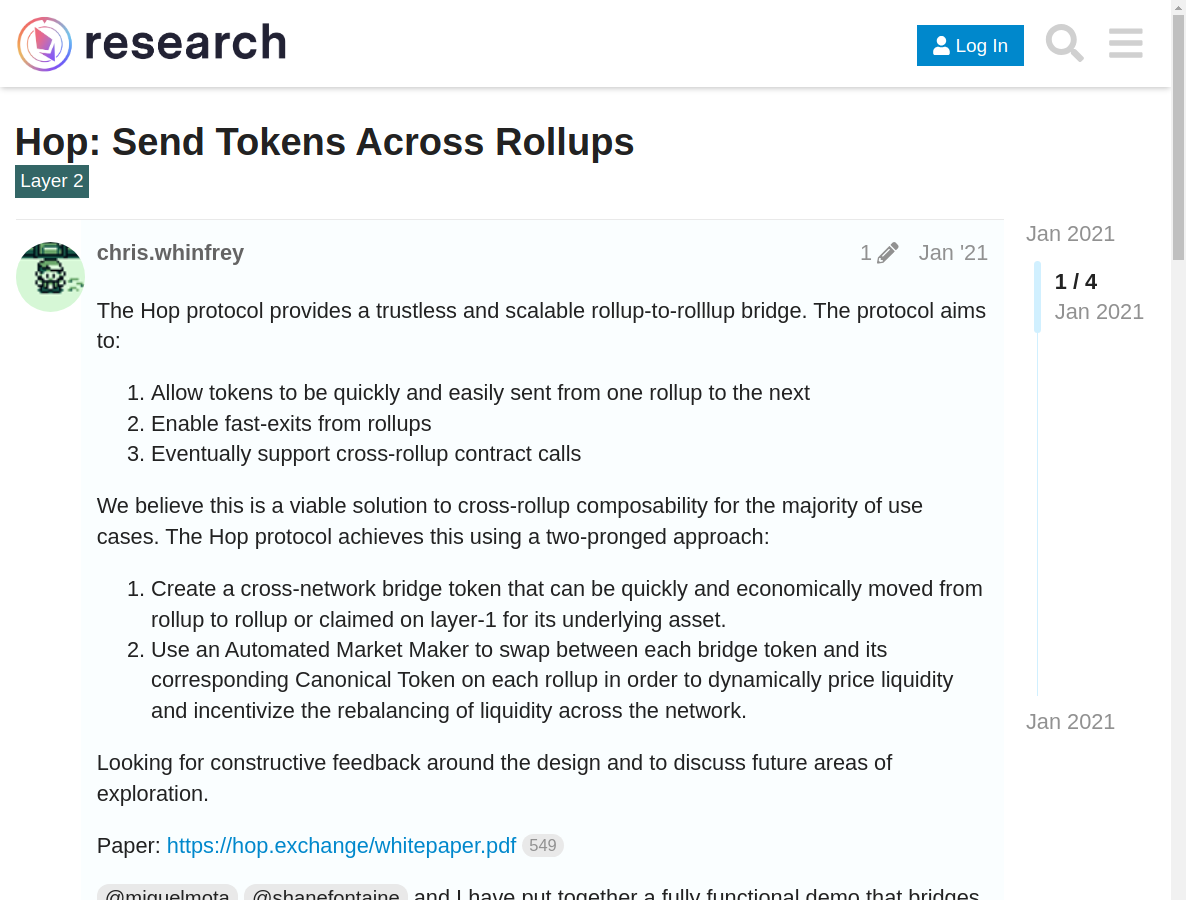 research
Log In
Hop: Send Tokens Across Rollups
Layer 2
chris.whinfrey
1
Jan '21
The Hop protocol provides a trustless and scalable rollup-to-rolllup bridge. The protocol aims
to:
1. Allow tokens to be quickly and easily sent from one rollup to the next
2. Enable fast-exits from rollups
3. Eventually support cross-rollup contract calls
We believe this is a viable solution to cross-rollup composability for the majority of use
cases. The Hop protocol achieves this using a two-pronged approach:
1. Create a cross-network bridge token that can be quickly and economically moved from
rollup to rollup or claimed on layer-1 for its underlying asset.
2. Use an Automated Market Maker to swap between each bridge token and its
corresponding Canonical Token on each rollup in order to dynamically price liquidity
and incentivize the rebalancing of liquidity across the network.
Looking for constructive feedback around the design and to discuss future areas of
exploration.
Paper: https://hop.exchange/whitepaper.pdf 549
@miguelmota @shanefontaine and I have put together a fully functional demo that bridges
Jan 2021
1 / 4
Jan 2021
Jan 2021